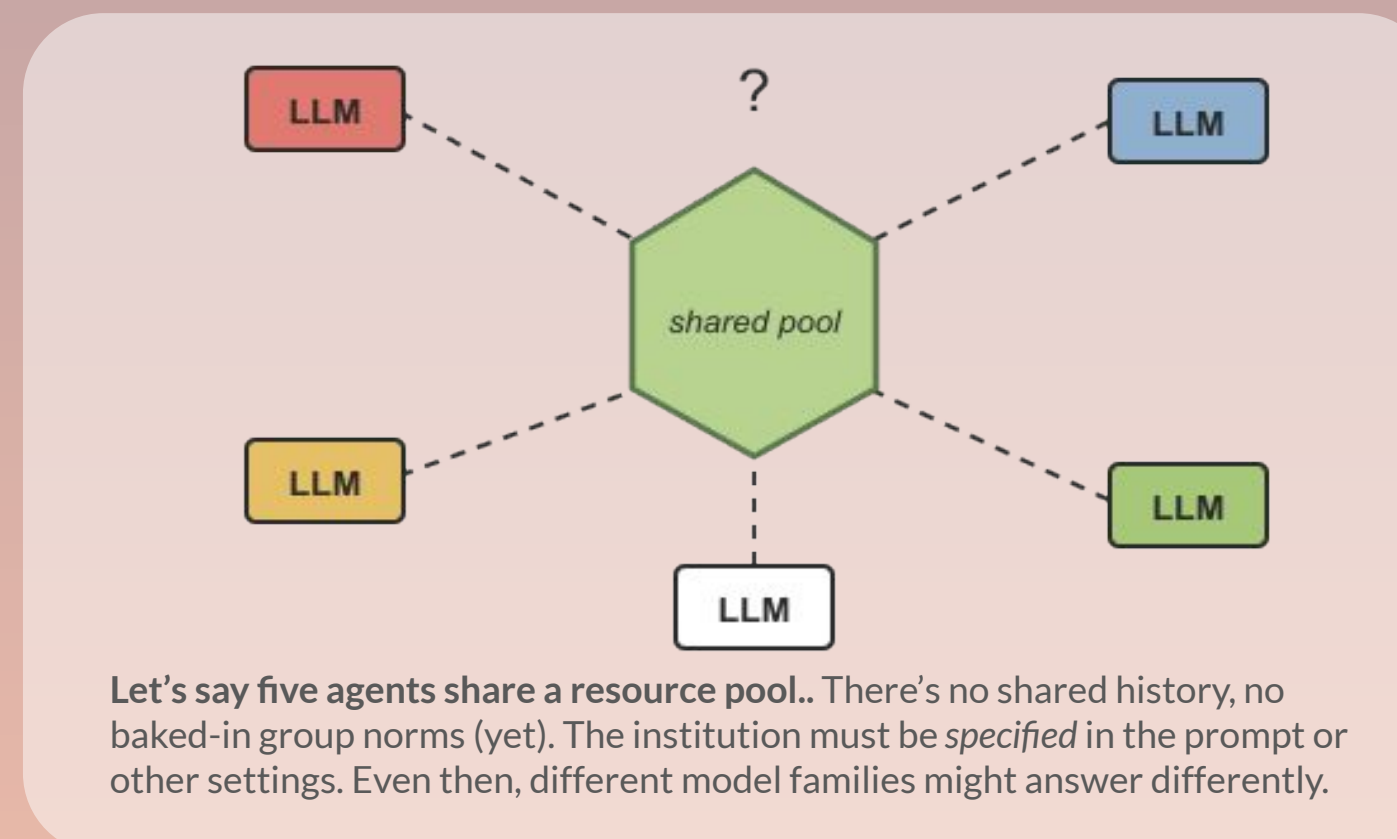 LLM
?
LLM
shared pool
LLM
LLM
LLM
Let’s say five agents share a resource pool.. There’s no shared history, no
baked-in group norms (yet). The institution must be specified in the prompt or
other settings. Even then, different model families might answer differently.